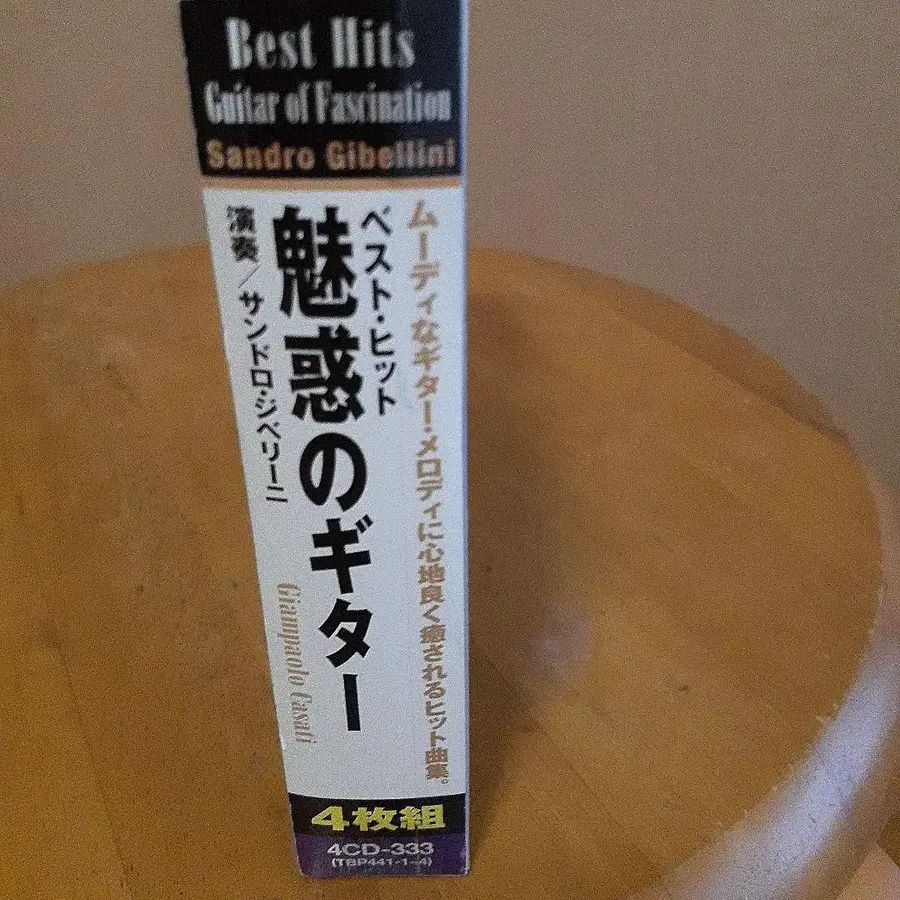 Best Hits
Guitar of Fascination
Sandro Gibellini
ムーディなギター・メロディに心地良く癒されるヒット曲集。
ベスト・ヒット
魅惑のギター
演奏／サンドロ・ジベリーニ
Giampaolo Casati
4枚組
4CD-333
(TBP441-1~4)